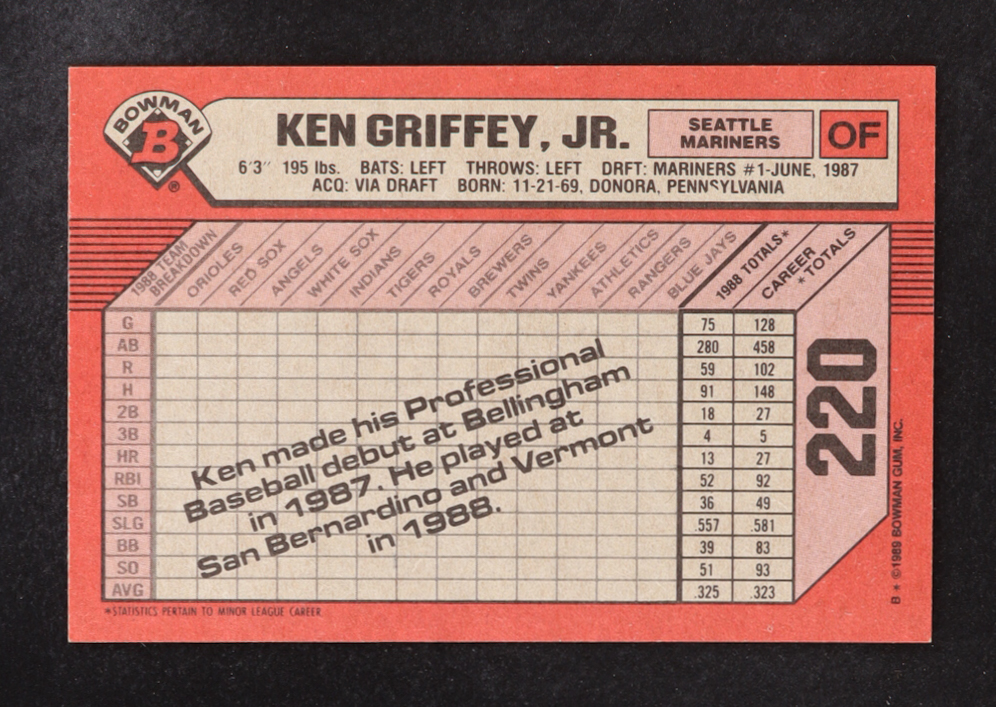 BOWMAN
B
®
KEN GRIFFEY, JR.
SEATTLE
MARINERS
OF
6'3" 195 lbs. BATS: LEFT THROWS: LEFT DRFT: MARINERS #1-JUNE, 1987
ACQ: VIA DRAFT BORN: 11-21-69, DONORA, PENNSYLVANIA
1988 TEAM
BREAKDOWN
ORIOLES
RED SOX
ANGELS
WHITE SOX
INDIANS
TIGERS
ROYALS
BREWERS
TWINS
YANKEES
ATHLETICS
RANGERS
BLUE JAYS
1988 TOTALS*
CAREER
* TOTALS
G 75 128
AB 280 458
R 59 102
H 91 148
2B 18 27
3B 4 5
HR 13 27
RBI 52 92
SB 36 49
SLG .557 .581
BB 39 83
SO 51 93
AVG .325 .323
Ken made his Professional
Baseball debut at Bellingham
in 1987. He played at
San Bernardino and Vermont
in 1988.
220
*STATISTICS PERTAIN TO MINOR LEAGUE CAREER
B * ©1989 BOWMAN GUM, INC.